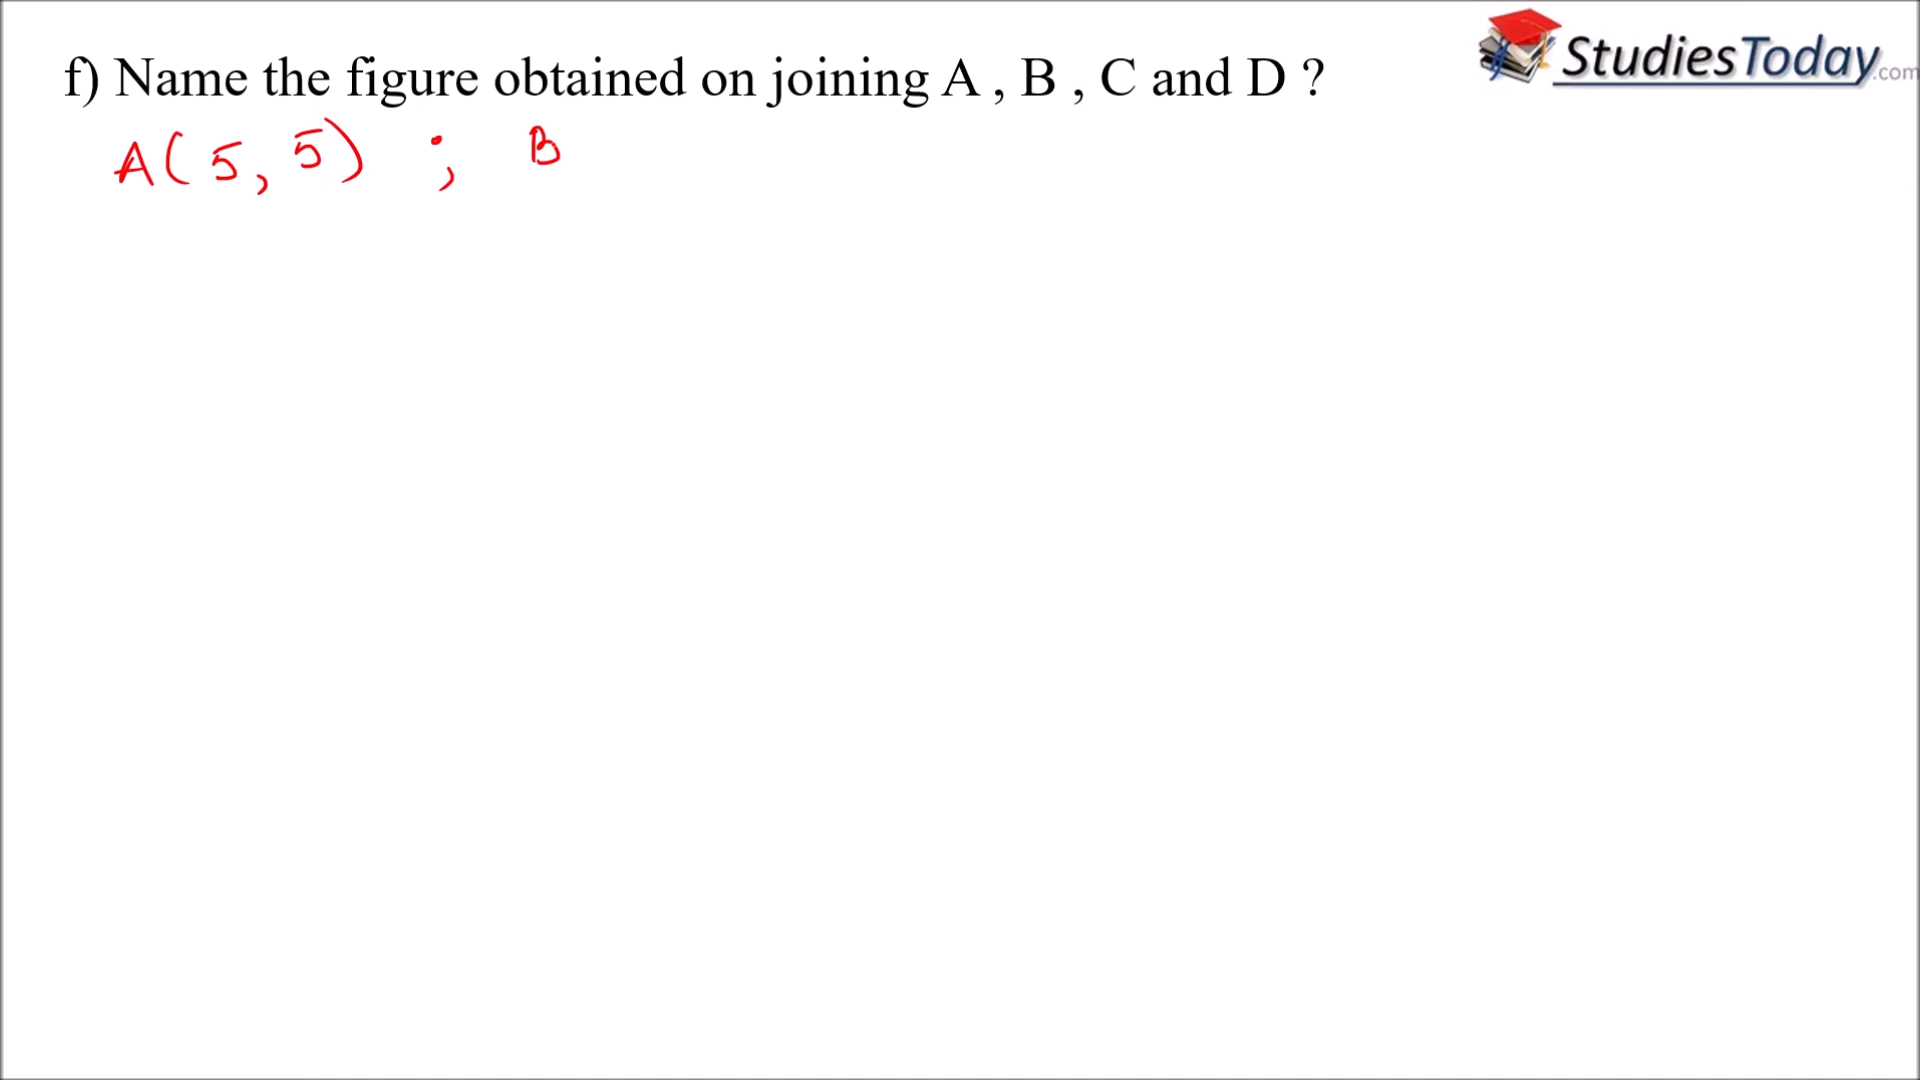 StudiesToday.com
f) Name the figure obtained on joining A , B , C and D ?
A ( 5 , 5 ) ; B